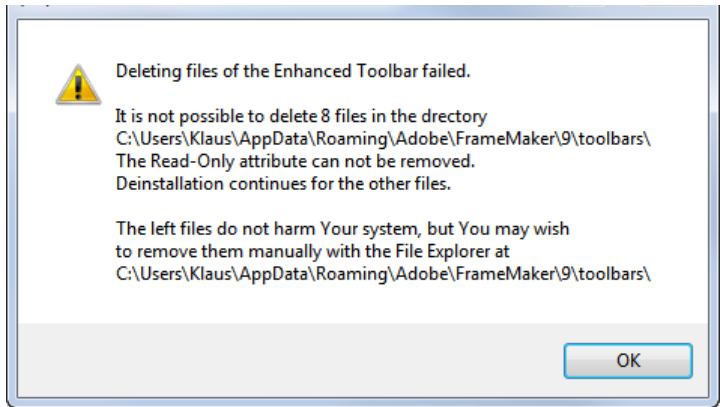 Deleting files of the Enhanced Toolbar failed.
It is not possible to delete 8 files in the drectory
C:\Users\Klaus\AppData\Roaming\Adobe\FrameMaker\9\toolbars\
The Read-Only attribute can not be removed.
Deinstallation continues for the other files.
The left files do not harm Your system, but You may wish
to remove them manually with the File Explorer at
C:\Users\Klaus\AppData\Roaming\Adobe\FrameMaker\9\toolbars\
OK